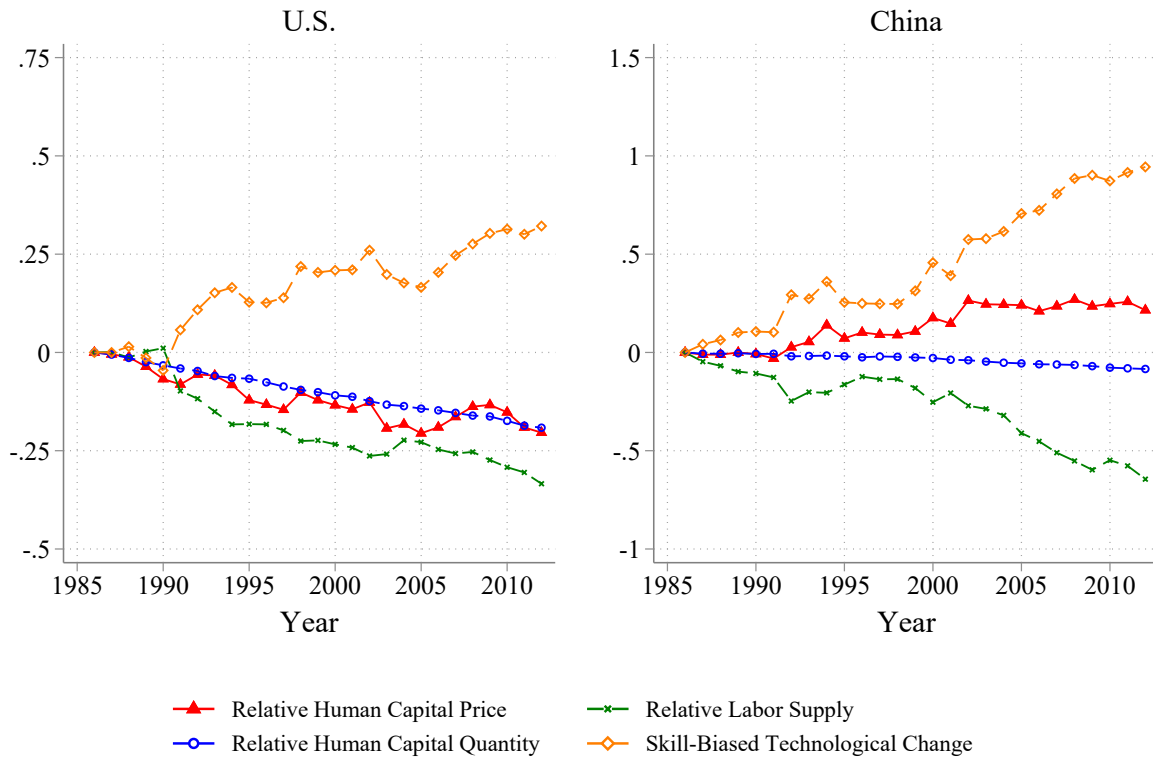 U.S.
.75
.5
.25
0
-.25
-.5
1985 1990 1995 2000 2005 2010
Year
China
1.5
1
.5
0
-.5
-1
1985 1990 1995 2000 2005 2010
Year
Relative Human Capital Price
Relative Labor Supply
Relative Human Capital Quantity
Skill-Biased Technological Change